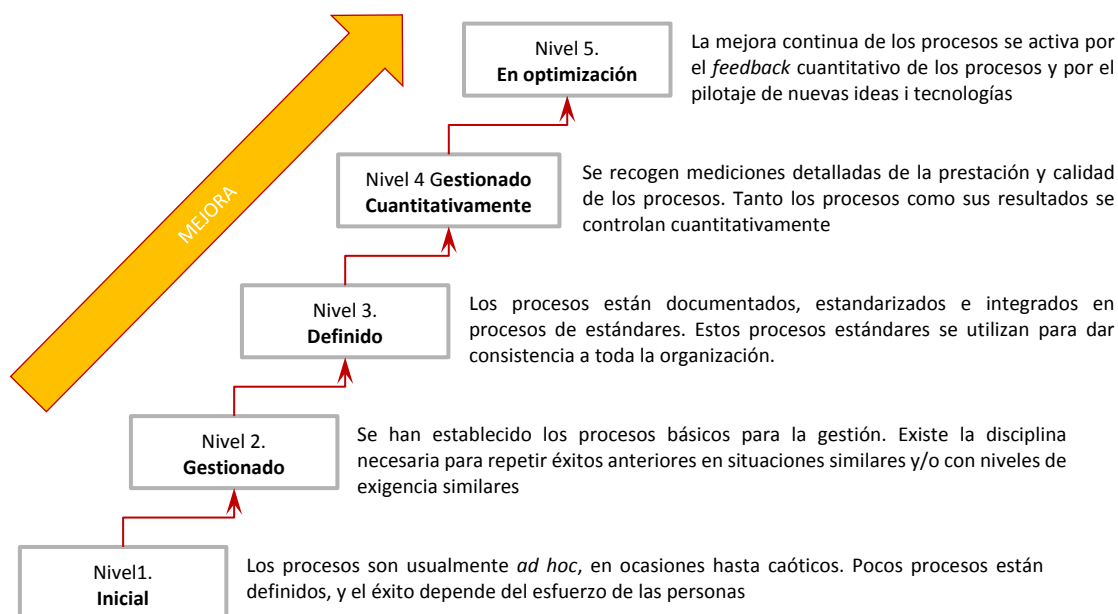 Nivel 5.
En optimización
La mejora continua de los procesos se activa por
el feedback cuantitativo de los procesos y por el
pilotaje de nuevas ideas i tecnologías
MEJORA
Nivel 4 Gestionado
Cuantitativamente
Se recogen mediciones detalladas de la prestación y calidad
de los procesos. Tanto los procesos como sus resultados se
controlan cuantitativamente
Nivel 3.
Definido
Los procesos están documentados, estandarizados e integrados en
procesos de estándares. Estos procesos estándares se utilizan para dar
consistencia a toda la organización.
Nivel 2.
Gestionado
Se han establecido los procesos básicos para la gestión. Existe la disciplina
necesaria para repetir éxitos anteriores en situaciones similares y/o con niveles de
exigencia similares
Nivel1.
Inicial
Los procesos son usualmente ad hoc, en ocasiones hasta caóticos. Pocos procesos están
definidos, y el éxito depende del esfuerzo de las personas